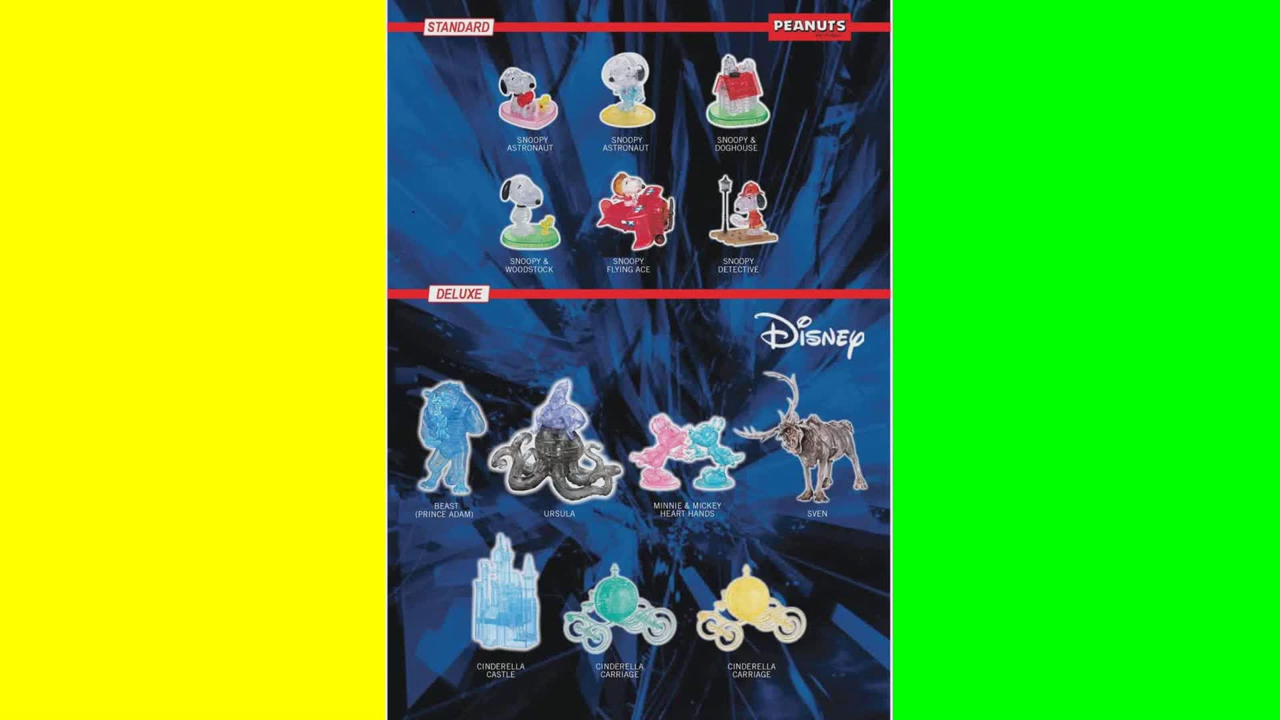 STANDARD
PEANUTS
SNOOPY
ASTRONAUT
SNOOPY
ASTRONAUT
SNOOPY &
DOGHOUSE
SNOOPY &
WOODSTOCK
SNOOPY
FLYING ACE
SNOOPY
DETECTIVE
DELUXE
Disney
BEAST
(PRINCE ADAM)
URSULA
MINNIE & MICKEY
HEART HANDS
SVEN
CINDERELLA
CASTLE
CINDERELLA
CARRIAGE
CINDERELLA
CARRIAGE